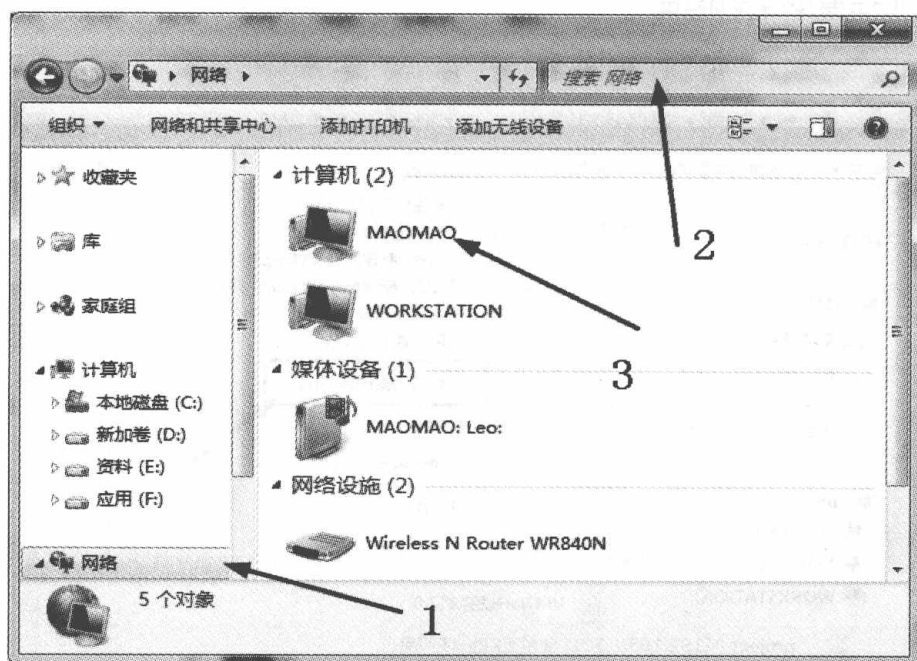 网络
搜索 网络
组织 网络和共享中心 添加打印机 添加无线设备
收藏夹
库
家庭组
计算机
本地磁盘 (C:)
新加卷 (D:)
资料 (E:)
应用 (F:)
网络
计算机 (2)
MAOMAO
WORKSTATION
媒体设备 (1)
MAOMAO: Leo:
网络设施 (2)
Wireless N Router WR840N
5 个对象
1
2
3